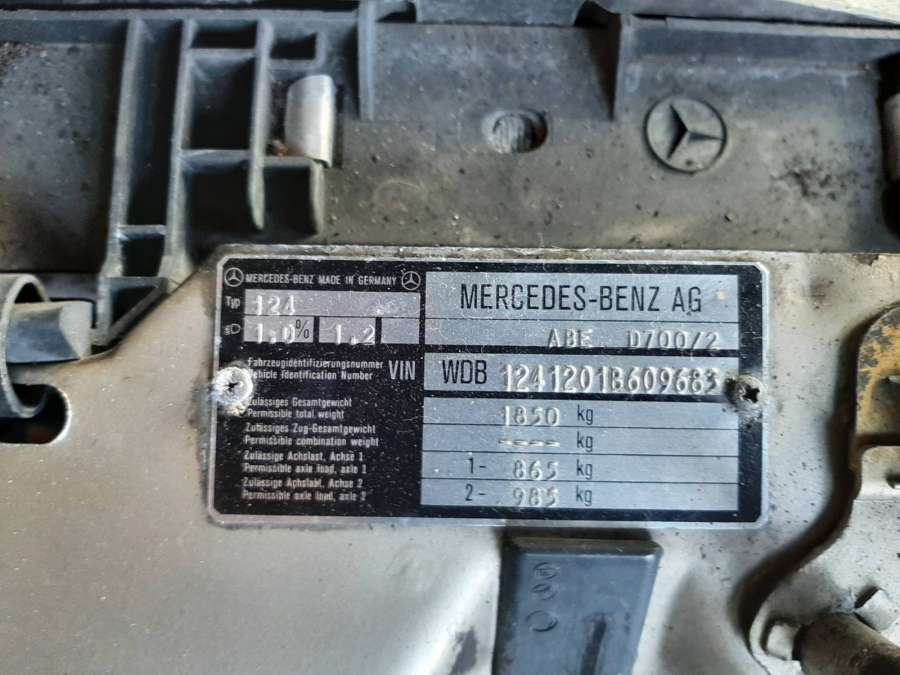 MERCEDES-BENZ MADE IN GERMANY
MERCEDES-BENZ AG
Typ 124
ABE D700/2
1.0% 1.2
Fahrzeugidentifizierungsnummer
Vehicle Identification Number
VIN
WDB 1241201B609683
Zulässiges Gesamtgewicht
Permissible total weight
1850 kg
Zulässiges Zug-Gesamtgewicht
Permissible combination weight
---- kg
Zulässige Achslast, Achse 1
Permissible axle load, axle 1
1- 865 kg
Zulässige Achslast, Achse 2
Permissible axle load, axle 2
2- 985 kg